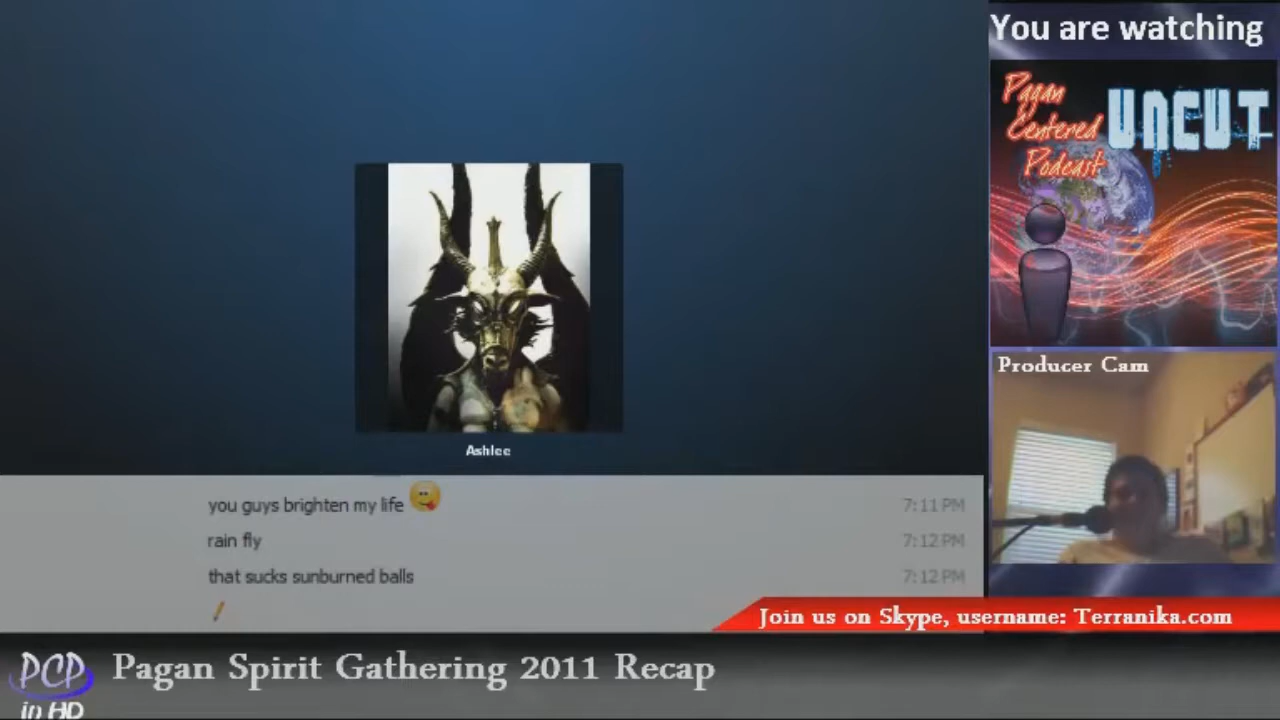 You are watching
Pagan
Centered
Podcast
UNCUT
Producer Cam
Ashlee
you guys brighten my life
7:11 PM
rain fly
7:12 PM
that sucks sunburned balls
7:12 PM
Join us on Skype, username: Terranika.com
PCP
in HD
Pagan Spirit Gathering 2011 Recap